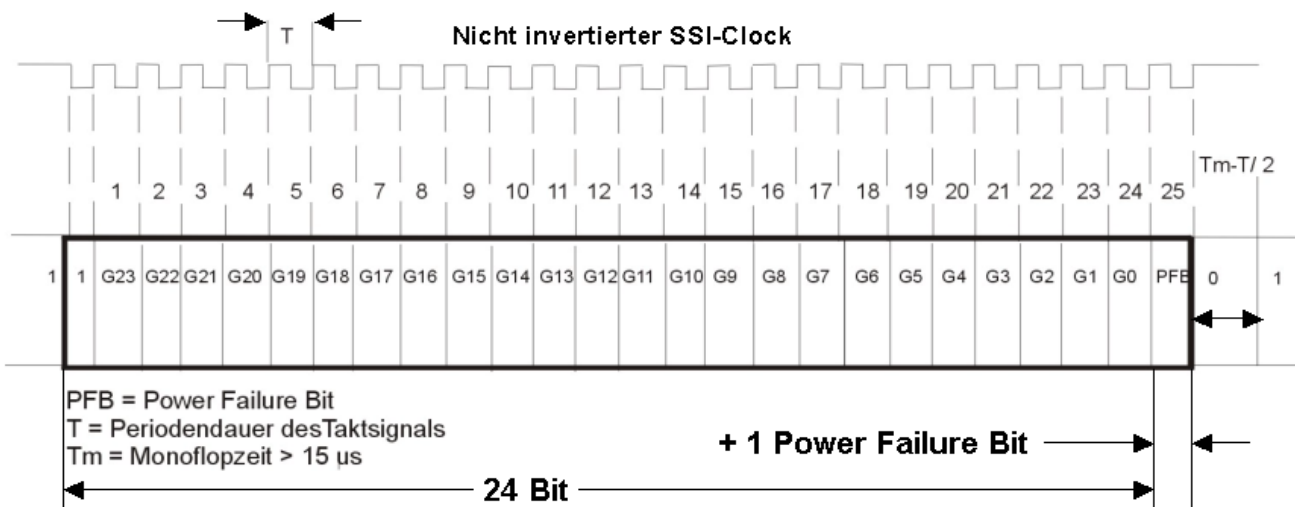 T
Nicht invertierter SSI-Clock
Tm-T/ 2
1 2 3 4 5 6 7 8 9 10 11 12 13 14 15 16 17 18 19 20 21 22 23 24 25
1 1 G23 G22 G21 G20 G19 G18 G17 G16 G15 G14 G13 G12 G11 G10 G9 G8 G7 G6 G5 G4 G3 G2 G1 G0 PFB 0 1
PFB = Power Failure Bit
T = Periodendauer desTaktsignals
Tm = Monoflopzeit > 15 µs
+ 1 Power Failure Bit
24 Bit